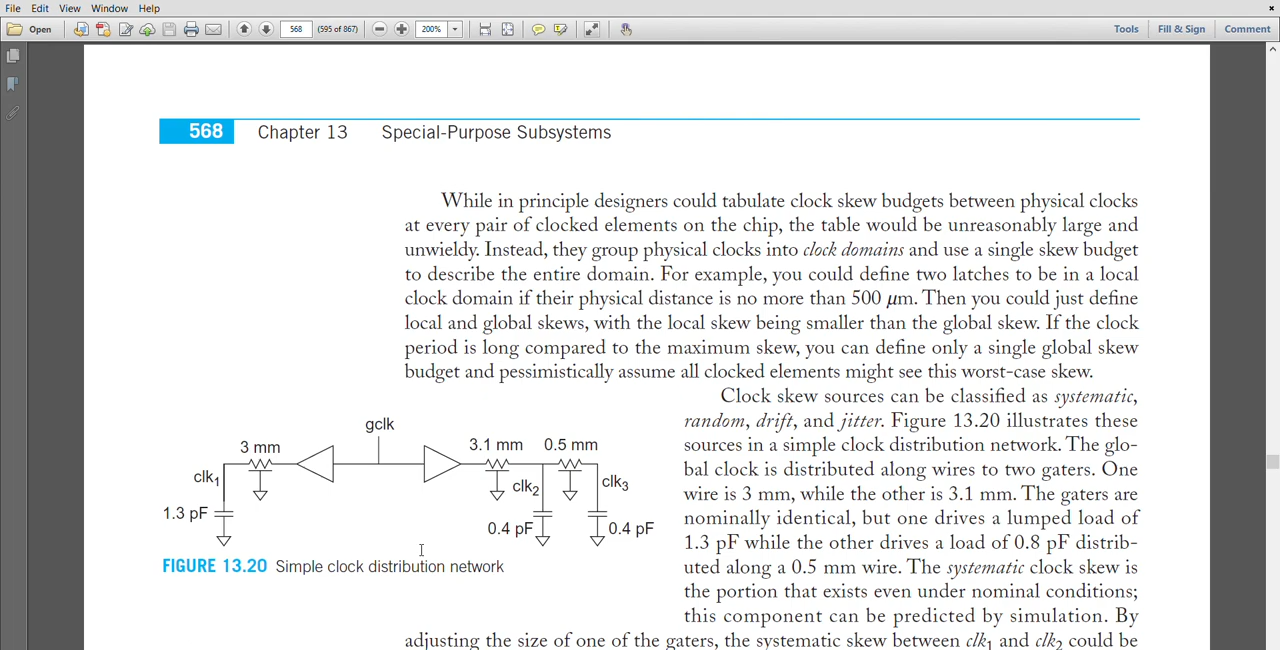 File Edit View Window Help
Open 568 (595 of 867) 200% Tools Fill & Sign Comment
568 Chapter 13 Special-Purpose Subsystems
While in principle designers could tabulate clock skew budgets between physical clocks
at every pair of clocked elements on the chip, the table would be unreasonably large and
unwieldy. Instead, they group physical clocks into clock domains and use a single skew budget
to describe the entire domain. For example, you could define two latches to be in a local
clock domain if their physical distance is no more than 500 μm. Then you could just define
local and global skews, with the local skew being smaller than the global skew. If the clock
period is long compared to the maximum skew, you can define only a single global skew
budget and pessimistically assume all clocked elements might see this worst-case skew.
Clock skew sources can be classified as systematic,
random, drift, and jitter. Figure 13.20 illustrates these
sources in a simple clock distribution network. The glo-
bal clock is distributed along wires to two gaters. One
wire is 3 mm, while the other is 3.1 mm. The gaters are
nominally identical, but one drives a lumped load of
1.3 pF while the other drives a load of 0.8 pF distrib-
uted along a 0.5 mm wire. The systematic clock skew is
the portion that exists even under nominal conditions;
this component can be predicted by simulation. By
adjusting the size of one of the gaters, the systematic skew between clk1 and clk2 could be
gclk
3 mm 3.1 mm 0.5 mm
clk1 clk2 clk3
1.3 pF 0.4 pF 0.4 pF
FIGURE 13.20 Simple clock distribution network